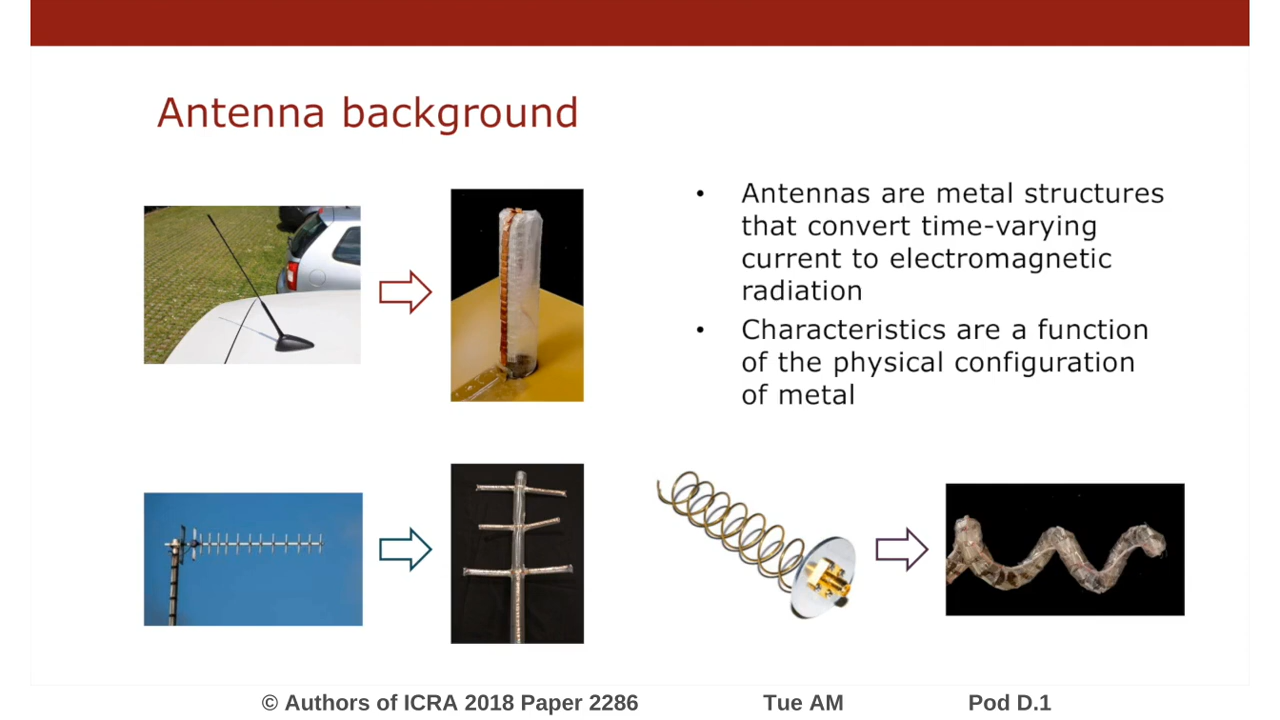 Antenna background
• Antennas are metal structures
that convert time-varying
current to electromagnetic
radiation
• Characteristics are a function
of the physical configuration
of metal
© Authors of ICRA 2018 Paper 2286 Tue AM Pod D.1